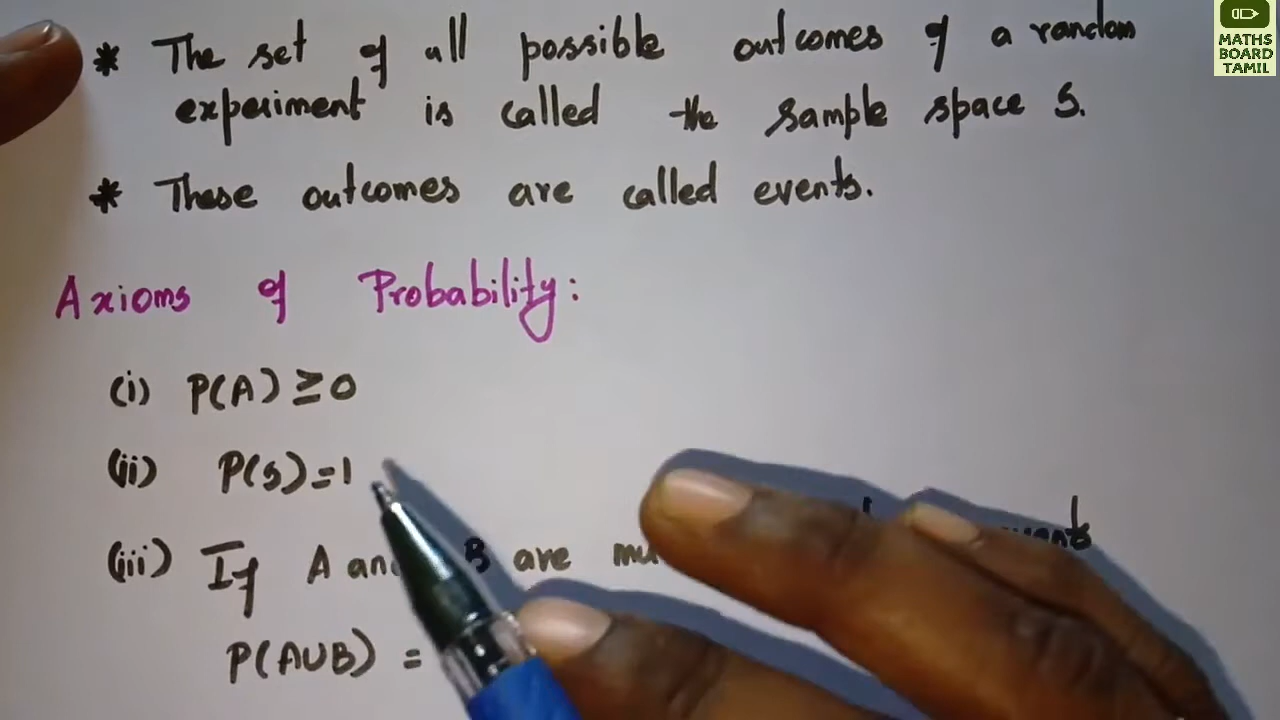 * The set of all possible outcomes of a random
experiment is called the sample space S.
* These outcomes are called events.
Axioms of Probability:
(i) P(A) ≥ 0
(ii) P(S)=1
(iii) If A B are
P(AUB) =
MATHS
BOARD
TAMIL